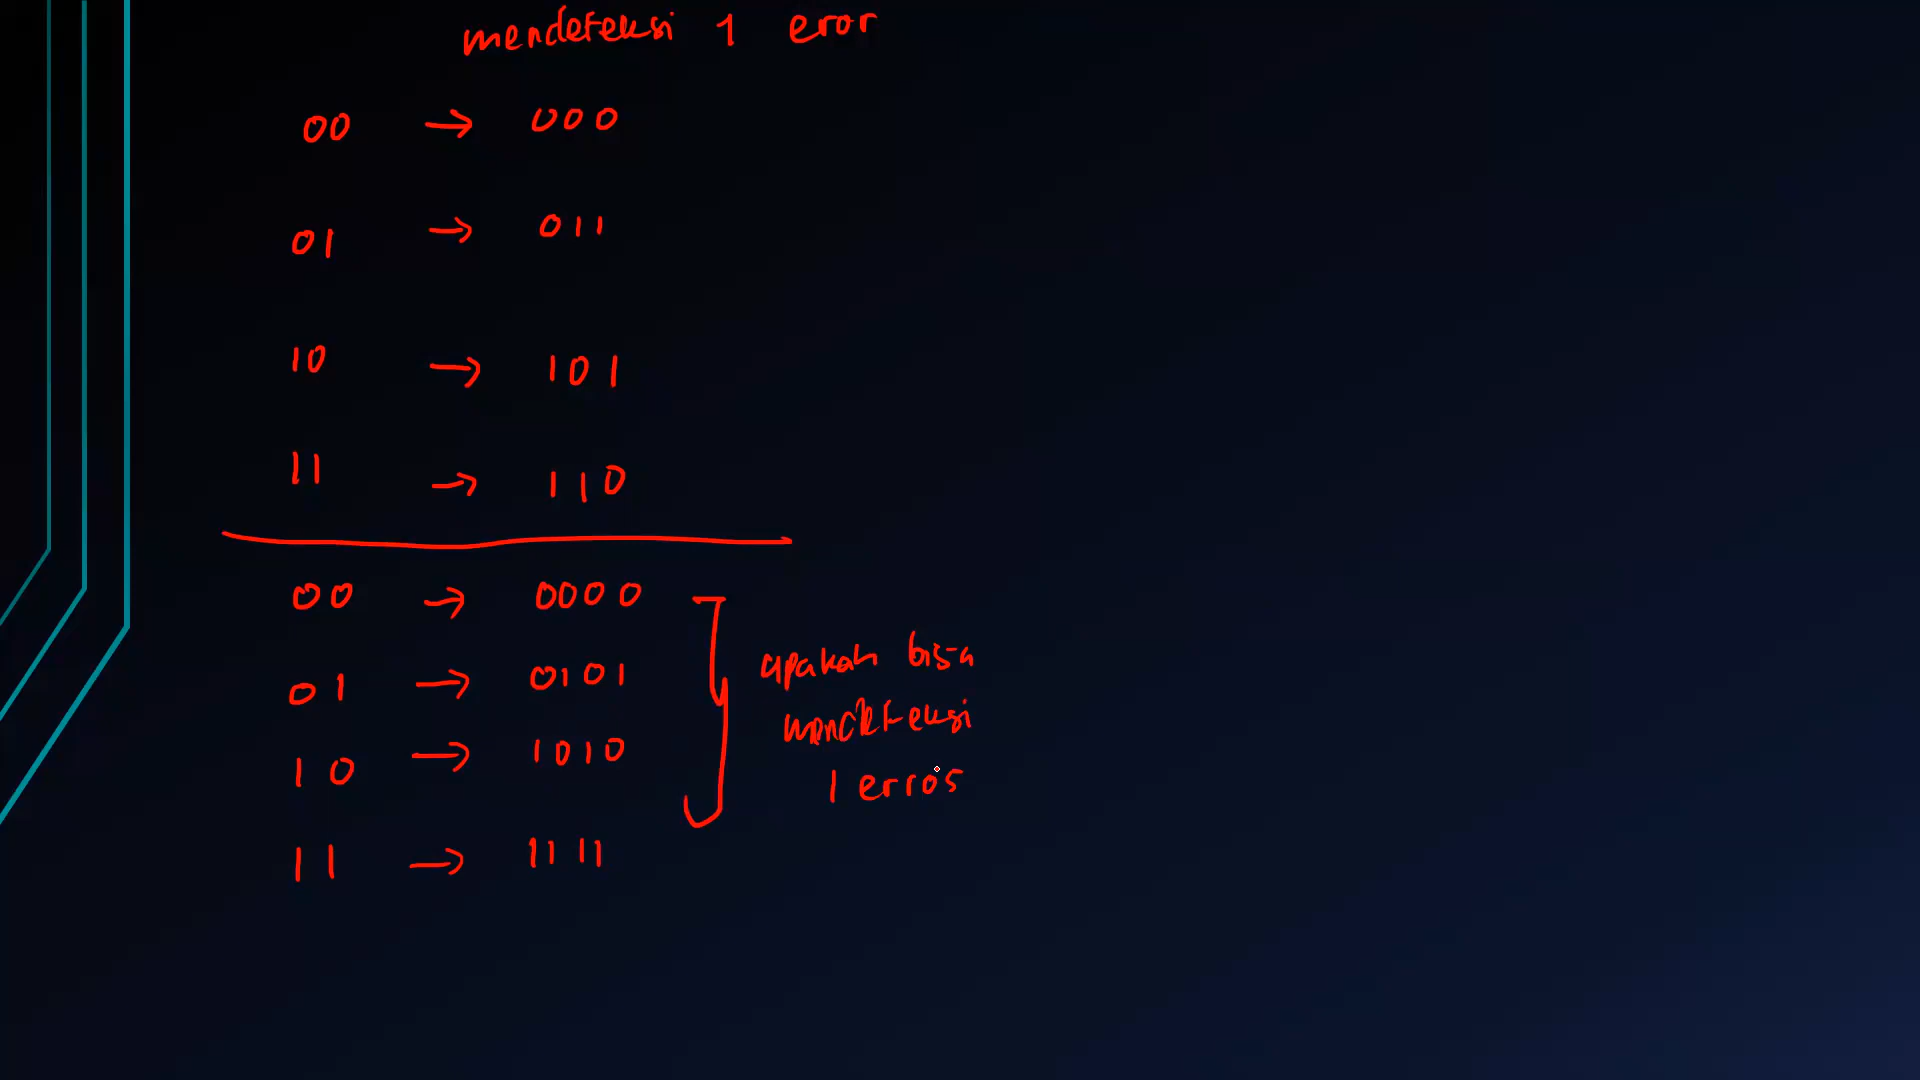 mendeteksi 1 eror
00 → 000
01 → 011
10 → 101
11 → 110
00 → 0000
01 → 0101
10 → 1010
11 → 1111
apakah bisa
mendeteksi
1 erros